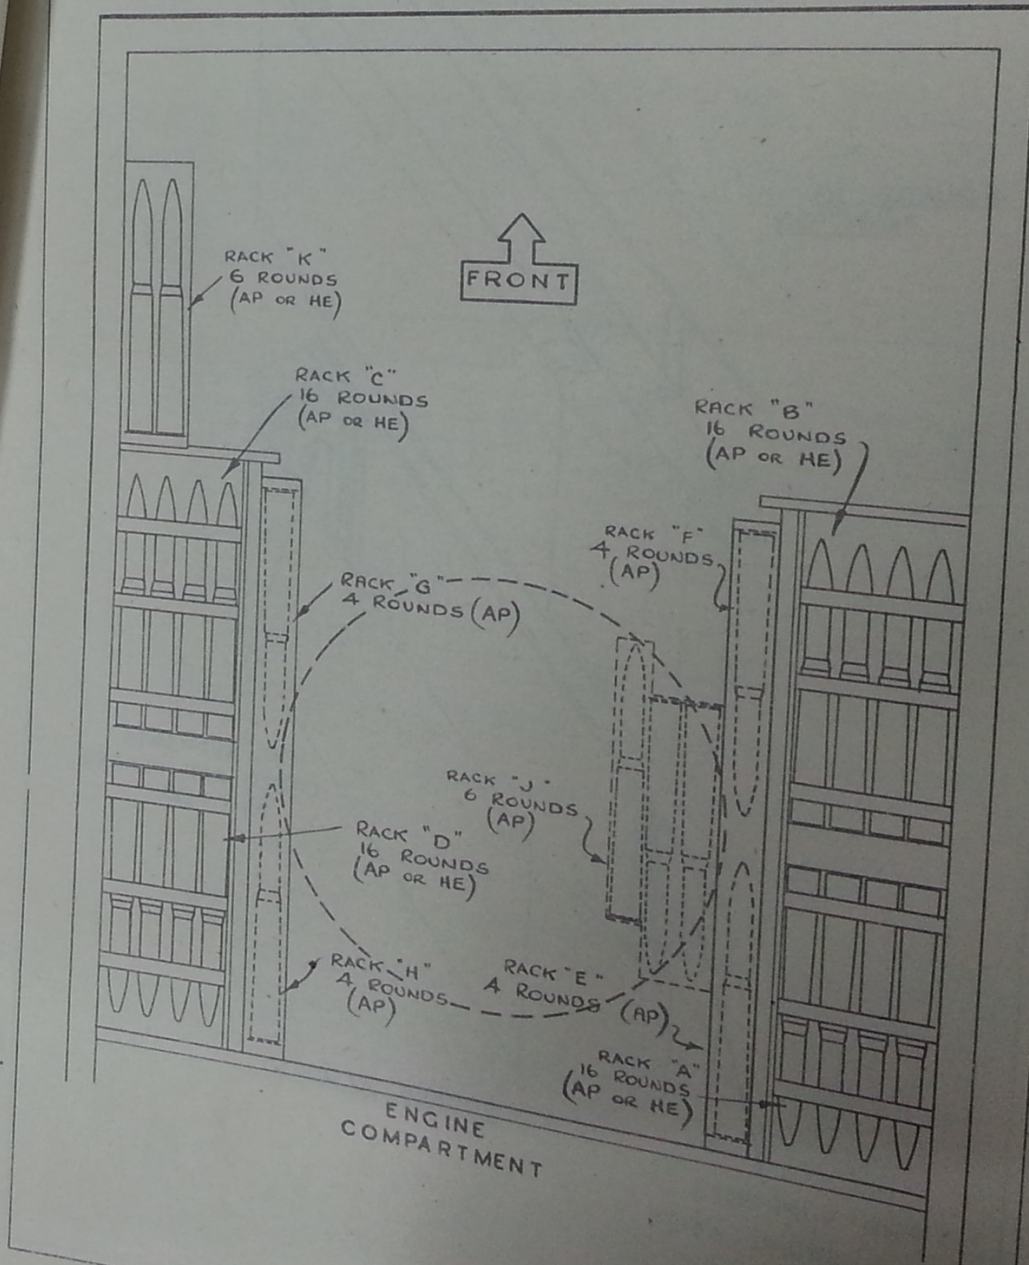 FRONT
RACK "K"
6 ROUNDS
(AP OR HE)
RACK "C"
16 ROUNDS
(AP OR HE)
RACK "B"
16 ROUNDS
(AP OR HE)
RACK "F"
4 ROUNDS
(AP)
RACK "G"
4 ROUNDS (AP)
RACK "J"
6 ROUNDS
(AP)
RACK "D"
16 ROUNDS
(AP OR HE)
RACK "H"
4 ROUNDS
(AP)
RACK "E"
4 ROUNDS
(AP)
RACK "A"
16 ROUNDS
(AP OR HE)
ENGINE
COMPARTMENT